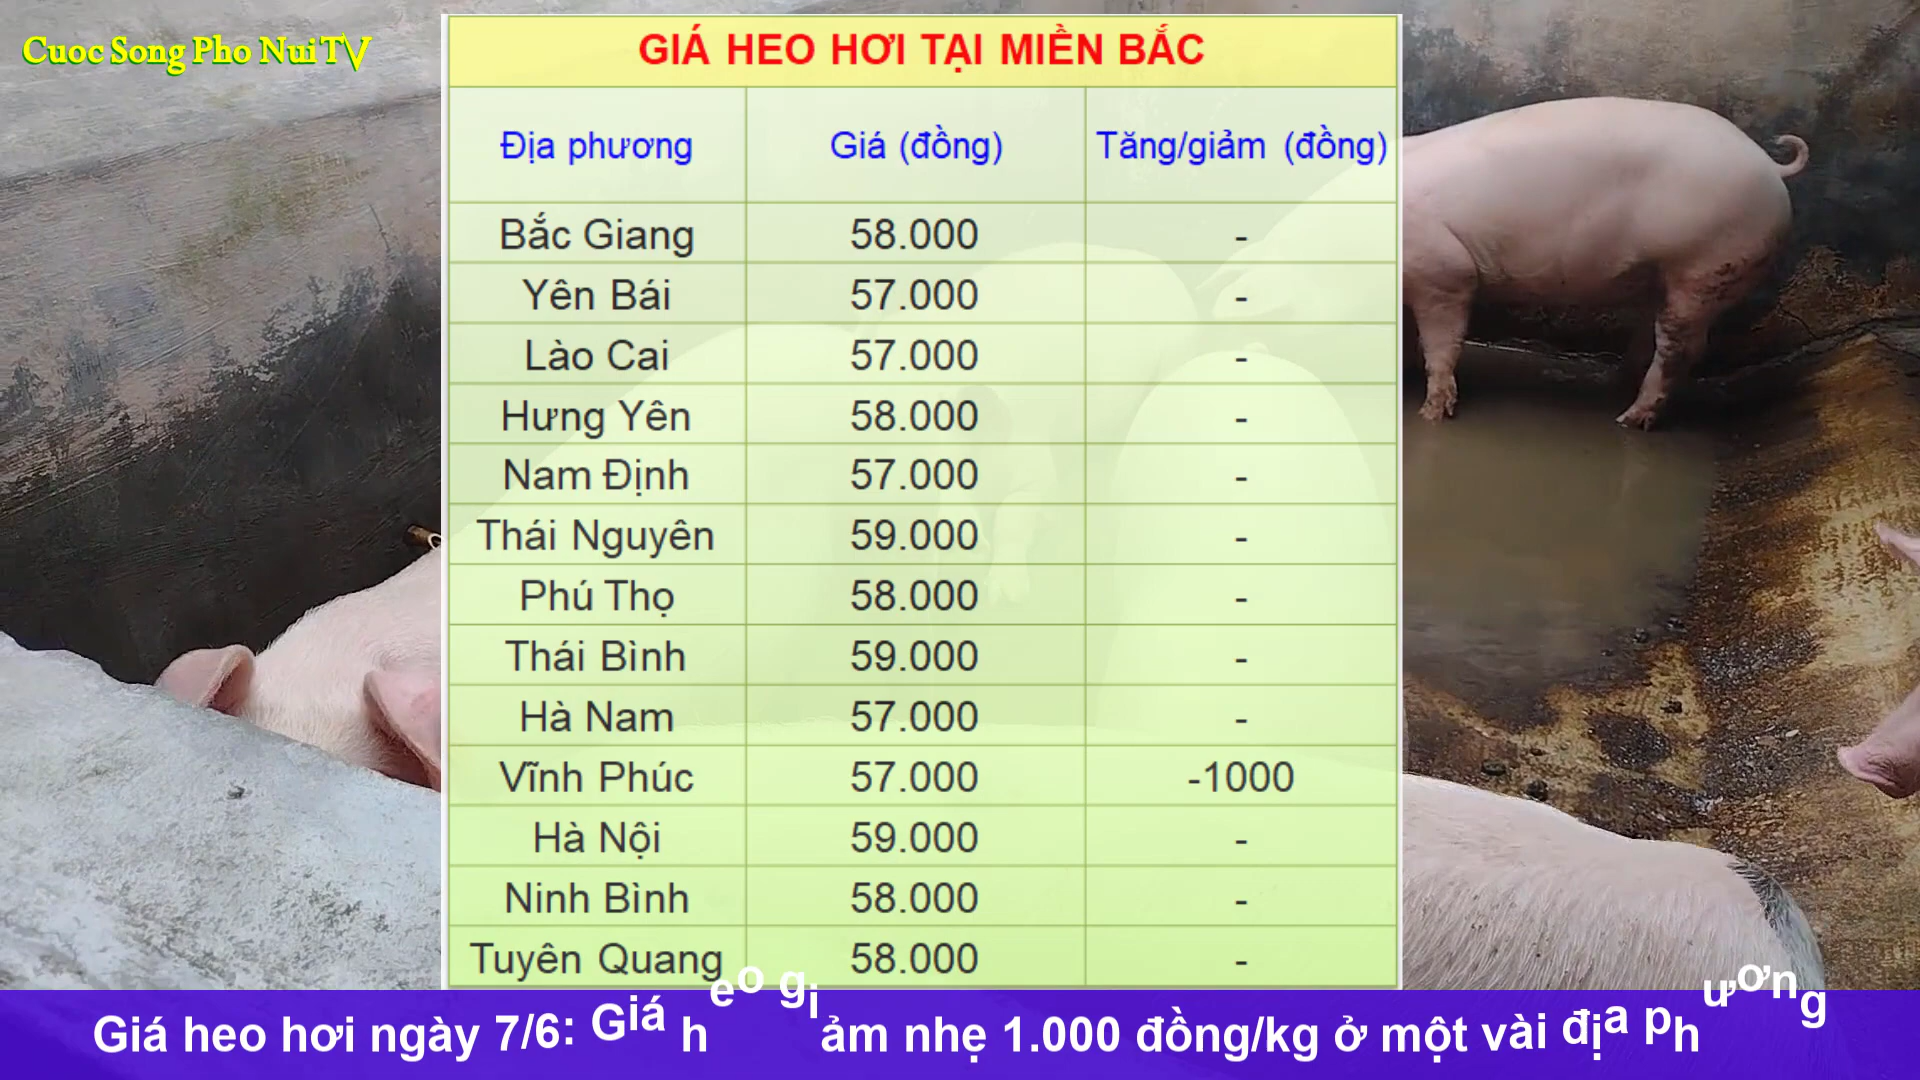 Cuoc Song Pho Nui TV
GIÁ HEO HƠI TẠI MIỀN BẮC
Địa phương Giá (đồng) Tăng/giảm (đồng)
Bắc Giang 58.000 -
Yên Bái 57.000 -
Lào Cai 57.000 -
Hưng Yên 58.000 -
Nam Định 57.000 -
Thái Nguyên 59.000 -
Phú Thọ 58.000 -
Thái Bình 59.000 -
Hà Nam 57.000 -
Vĩnh Phúc 57.000 -1000
Hà Nội 59.000 -
Ninh Bình 58.000 -
Tuyên Quang 58.000 -
Giá heo hơi ngày 7/6: Giá heo giảm nhẹ 1.000 đồng/kg ở một vài địa phương